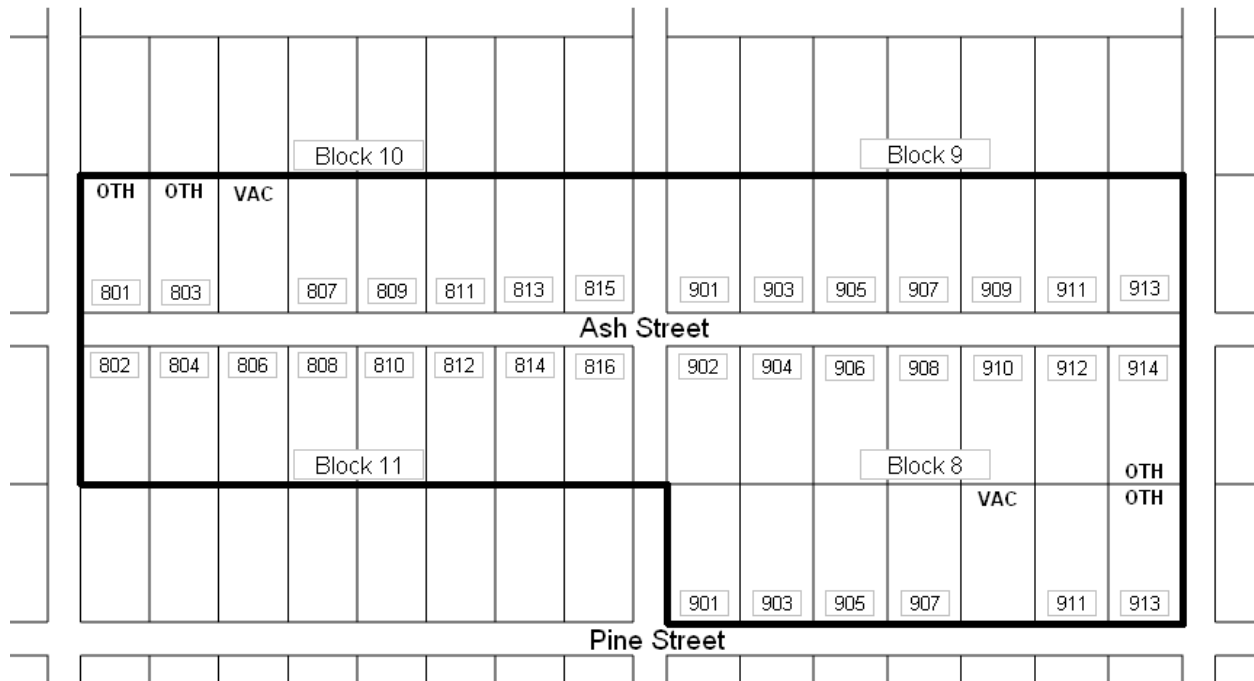 Block 10 Block 9
OTH OTH VAC
801 803 807 809 811 813 815 901 903 905 907 909 911 913
Ash Street
802 804 806 808 810 812 814 816 902 904 906 908 910 912 914
Block 11 Block 8 OTH
VAC OTH
901 903 905 907 911 913
Pine Street